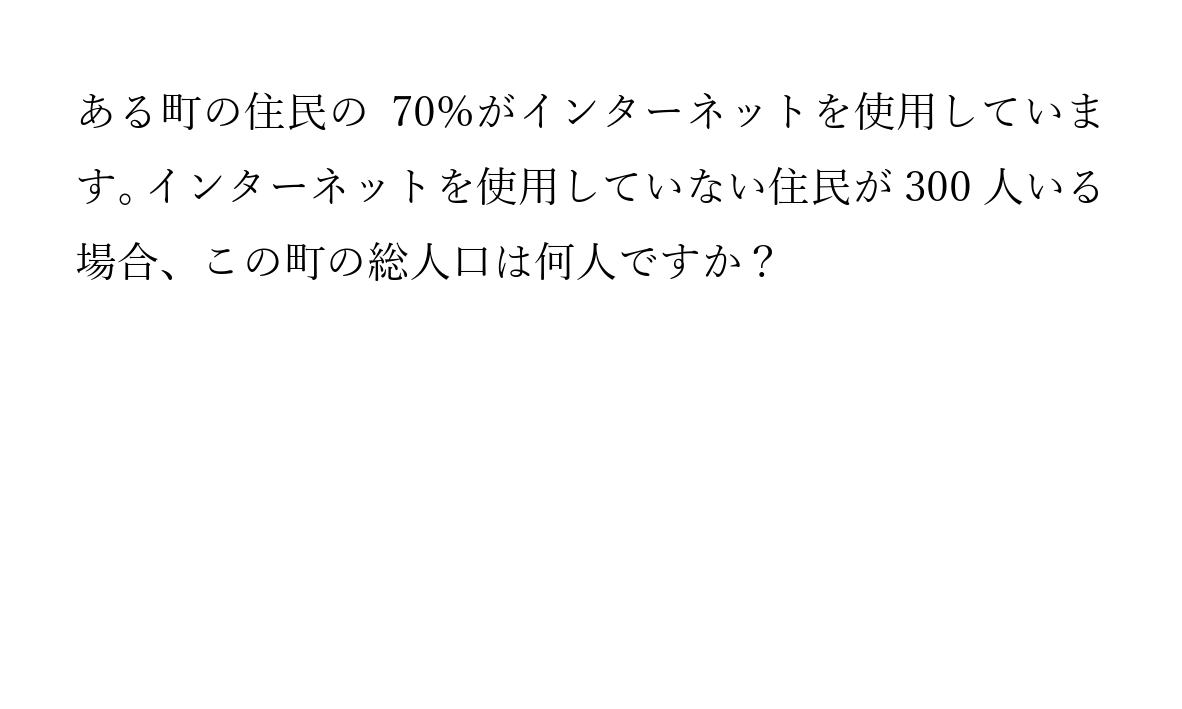 ある町の住民の 70%がインターネットを使用していま
す。インターネットを使用していない住民が 300 人いる
場合、この町の総人口は何人ですか？